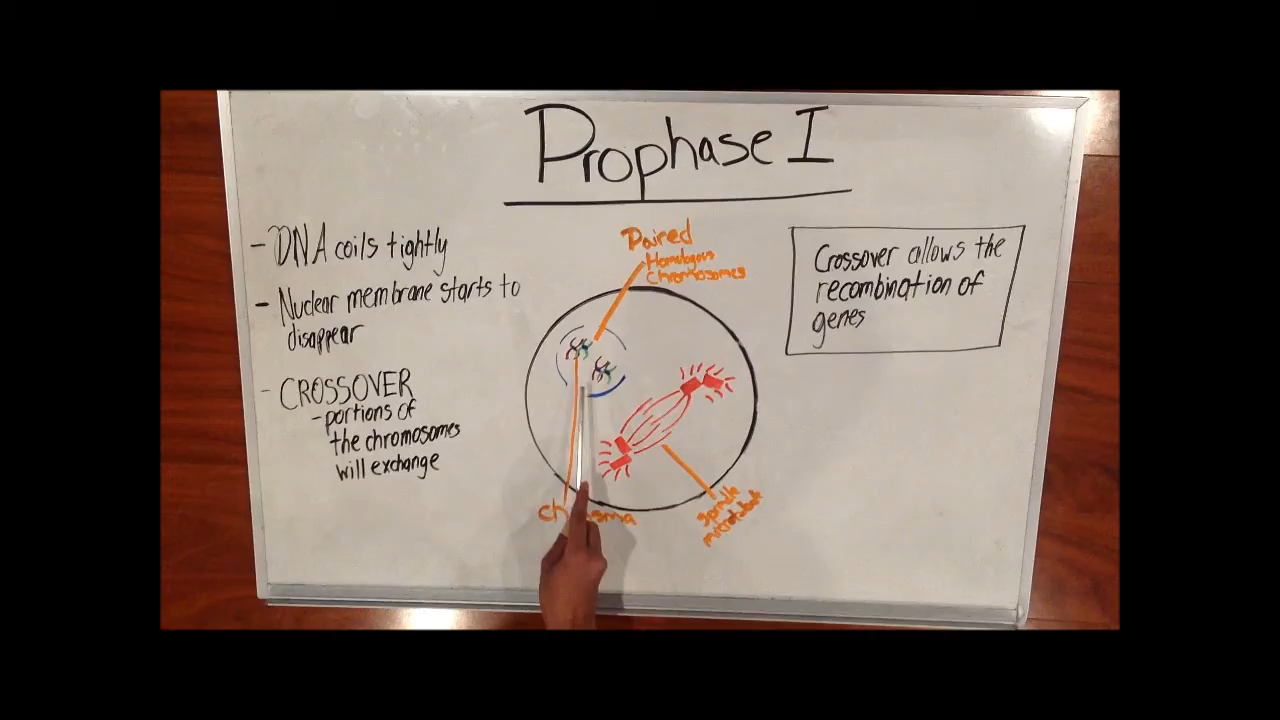 Prophase I
- DNA coils tightly
- Nuclear membrane starts to
disappear
- CROSSOVER
- portions of
the chromosomes
will exchange
Paired
Homologous
Chromosomes
Spindle
Crossover allows the
recombination of
genes